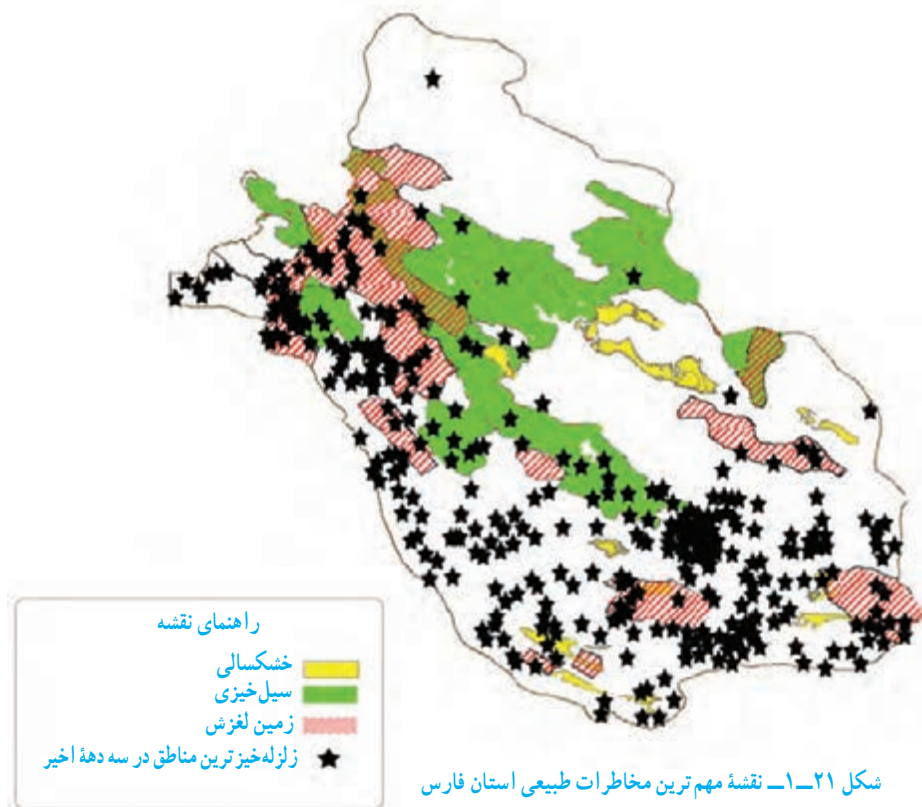 راهنمای نقشه
خشکسالی
سیل‌خیزی
زمین لغزش
زلزله‌خیزترین مناطق در سه دههٔ اخیر
شکل ۲۱ــ۱ــ نقشهٔ مهم ترین مخاطرات طبیعی استان فارس